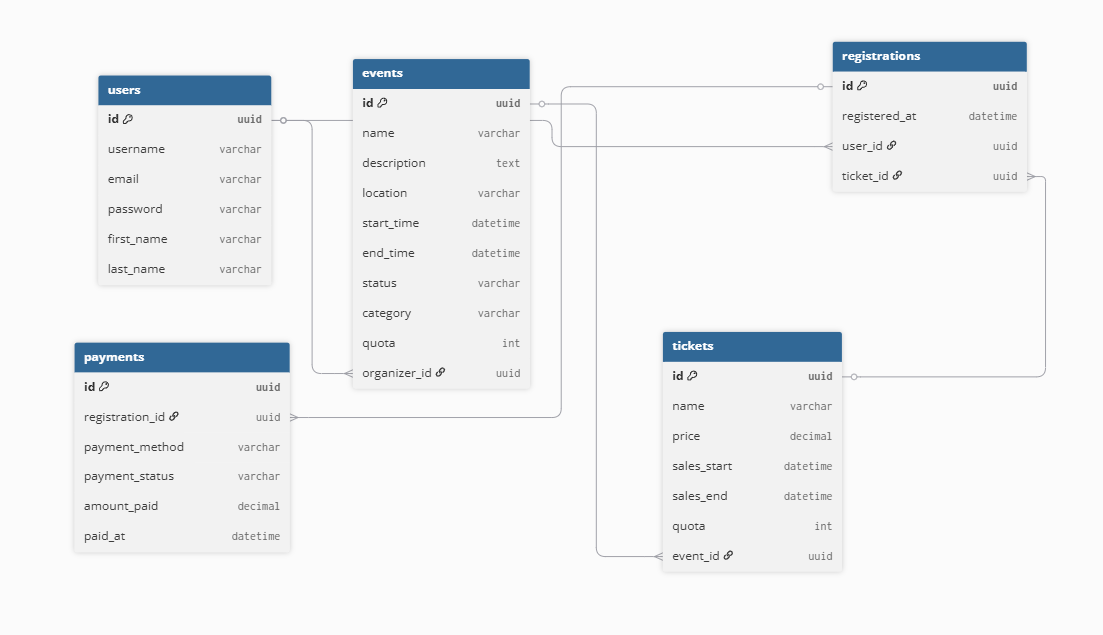 users
id uuid
username varchar
email varchar
password varchar
first_name varchar
last_name varchar
events
id uuid
name varchar
description text
location varchar
start_time datetime
end_time datetime
status varchar
category varchar
quota int
organizer_id uuid
registrations
id uuid
registered_at datetime
user_id uuid
ticket_id uuid
payments
id uuid
registration_id uuid
payment_method varchar
payment_status varchar
amount_paid decimal
paid_at datetime
tickets
id uuid
name varchar
price decimal
sales_start datetime
sales_end datetime
quota int
event_id uuid